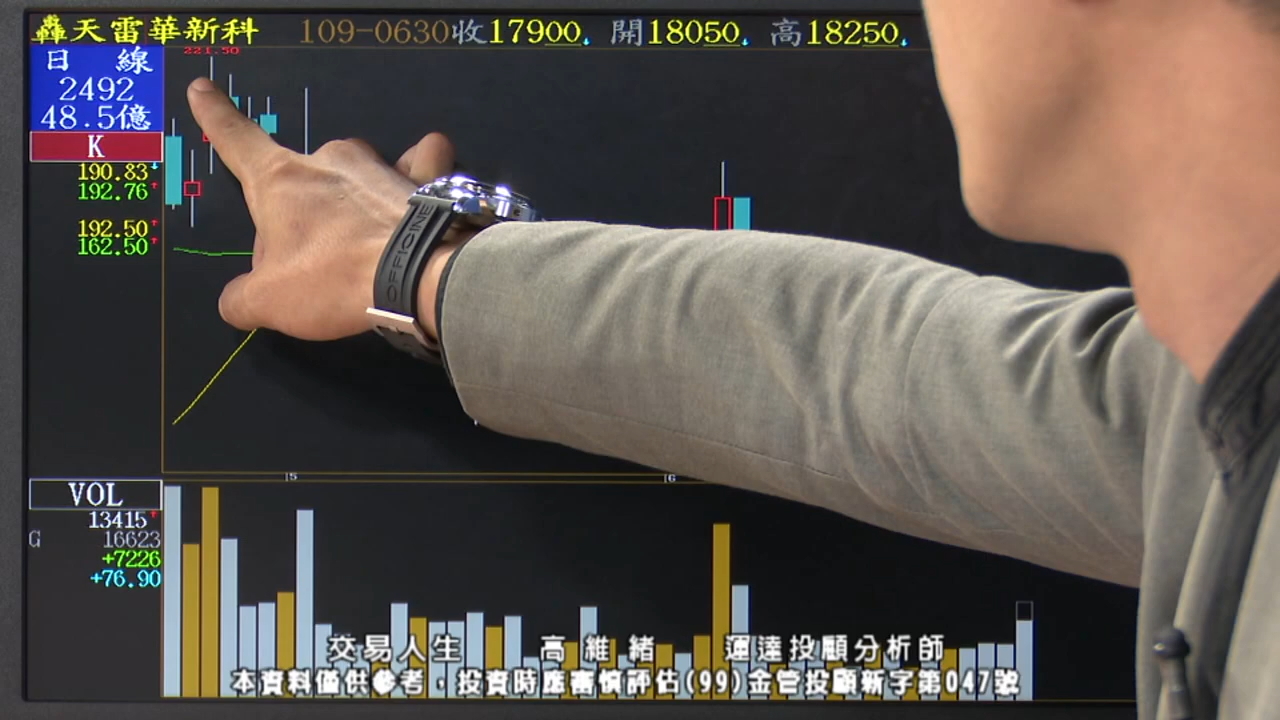 轟天雷華新科 109-0630收17900 開18050 高18250
221.50
日 線
2492
48.5億
K
190.83
192.76
192.50
162.50
OFFICINE
5 6
VOL
13415
G 16623
+7226
+76.90
交易人生 高維緒 運達投顧分析師
本資料僅供參考,投資時應審慎評估(99)金管投顧新字第047號